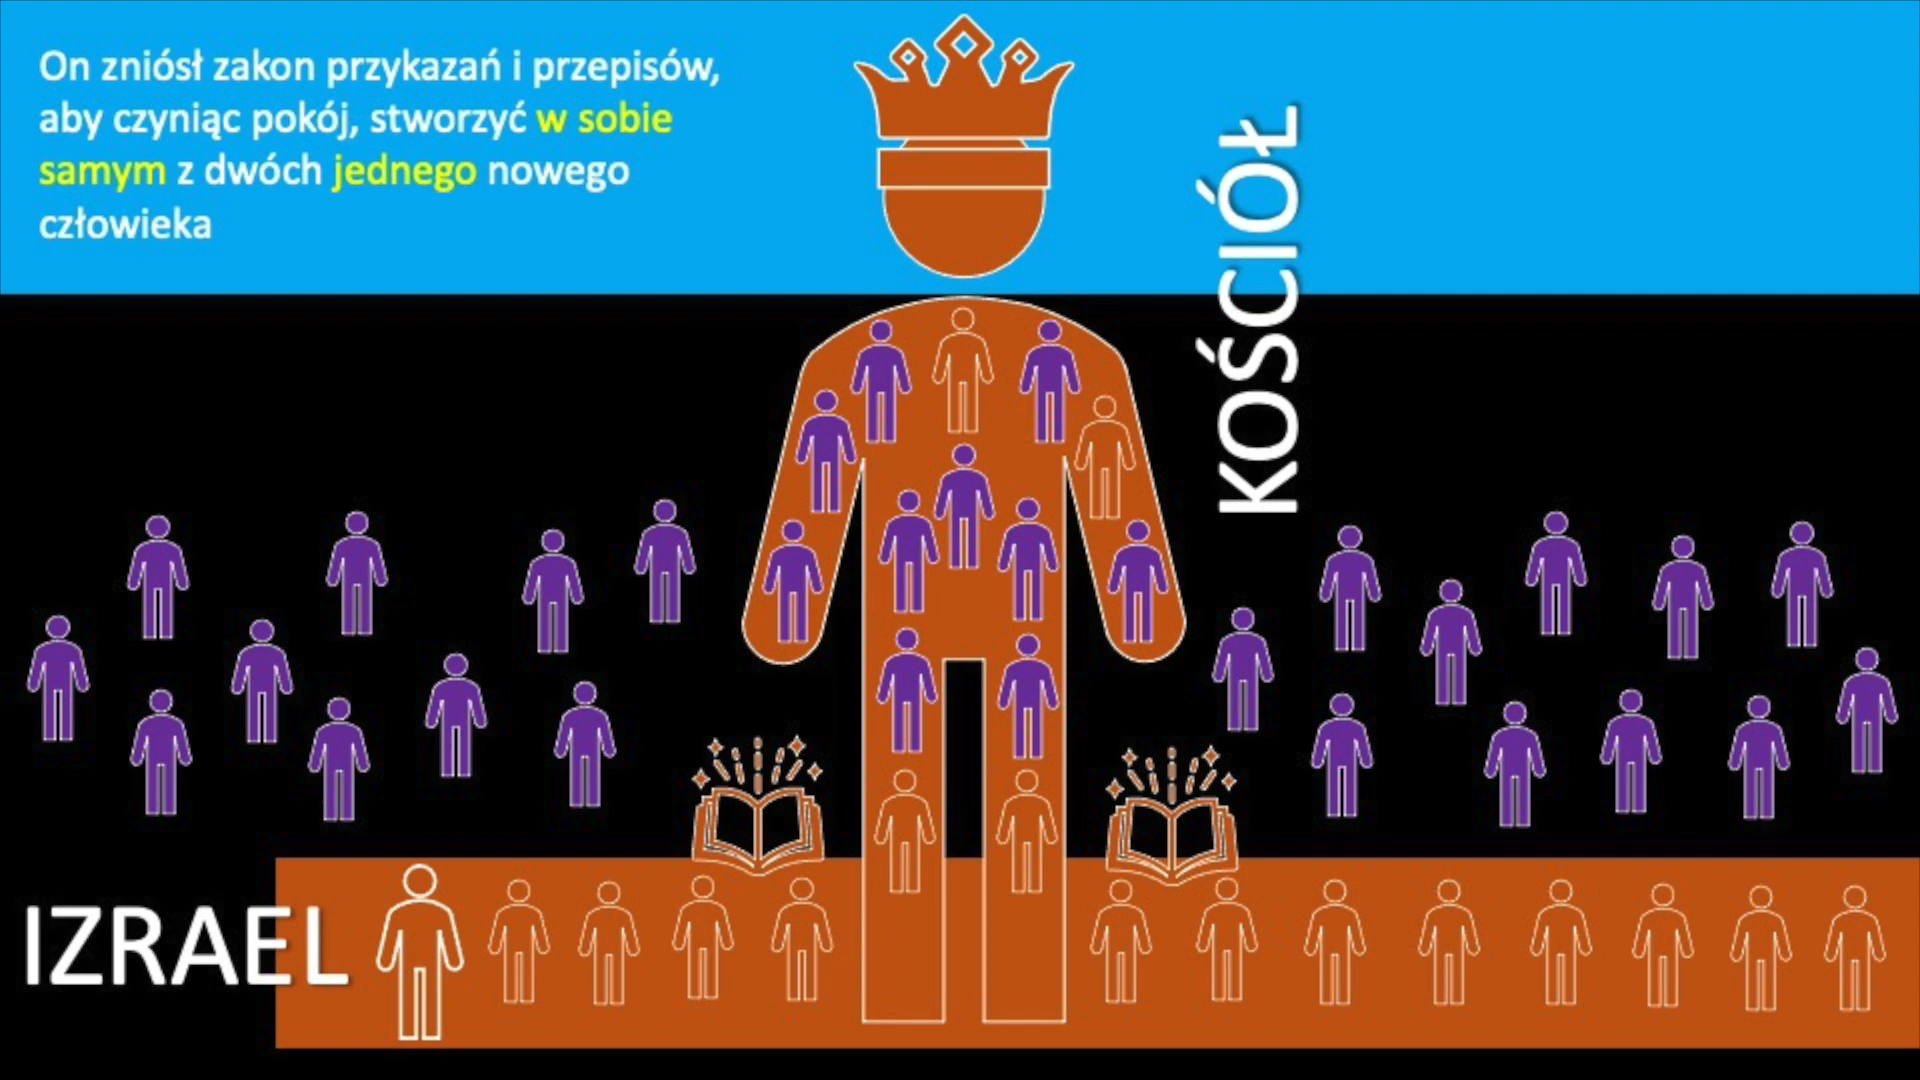 On zniósł zakon przykazań i przepisów,
aby czyniąc pokój, stworzyć w sobie
samym z dwóch jednego nowego
człowieka
KOŚCIÓŁ
IZRAEL